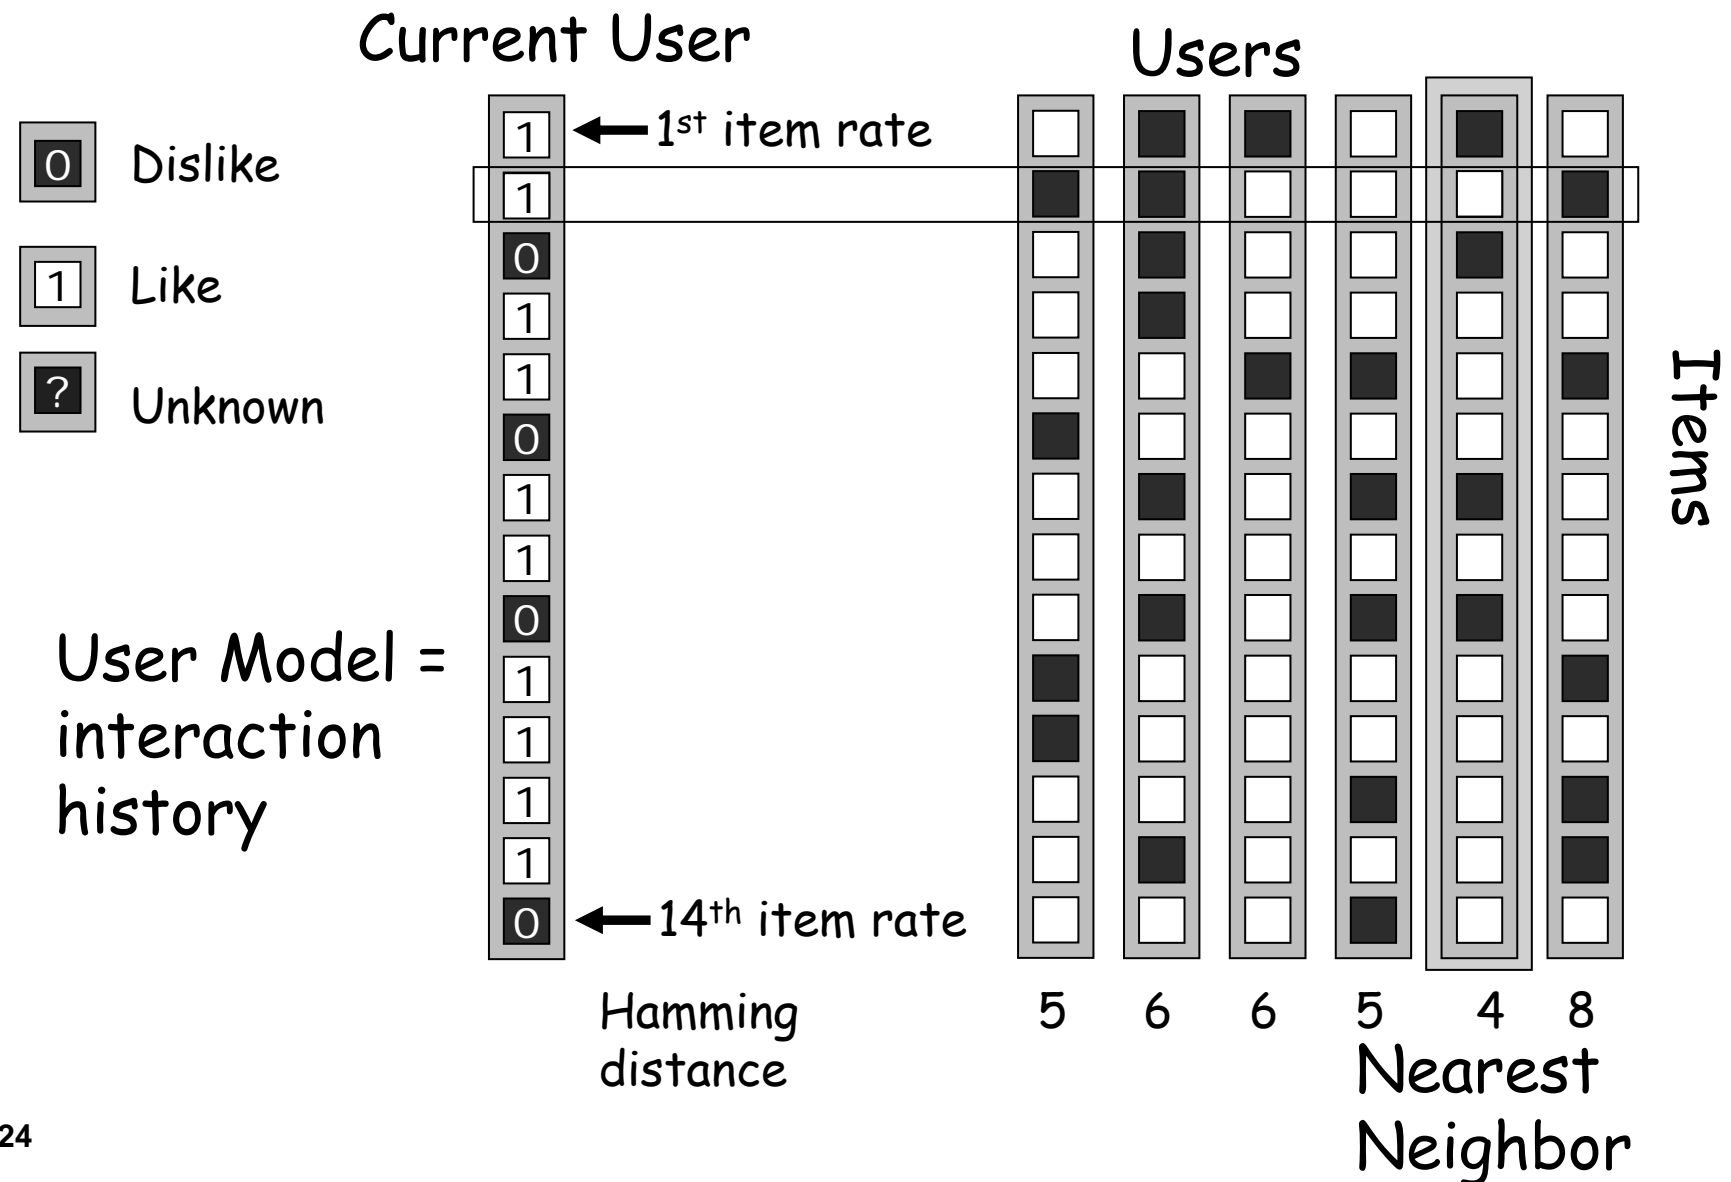 Current User
Users
0 Dislike
1 Like
? Unknown
1 1st item rate
1
0
1
1
0
1
1
0
1
1
1
1
0 14th item rate
User Model =
interaction
history
Items
Hamming
distance
5 6 6 5 4 8
Nearest
Neighbor
24